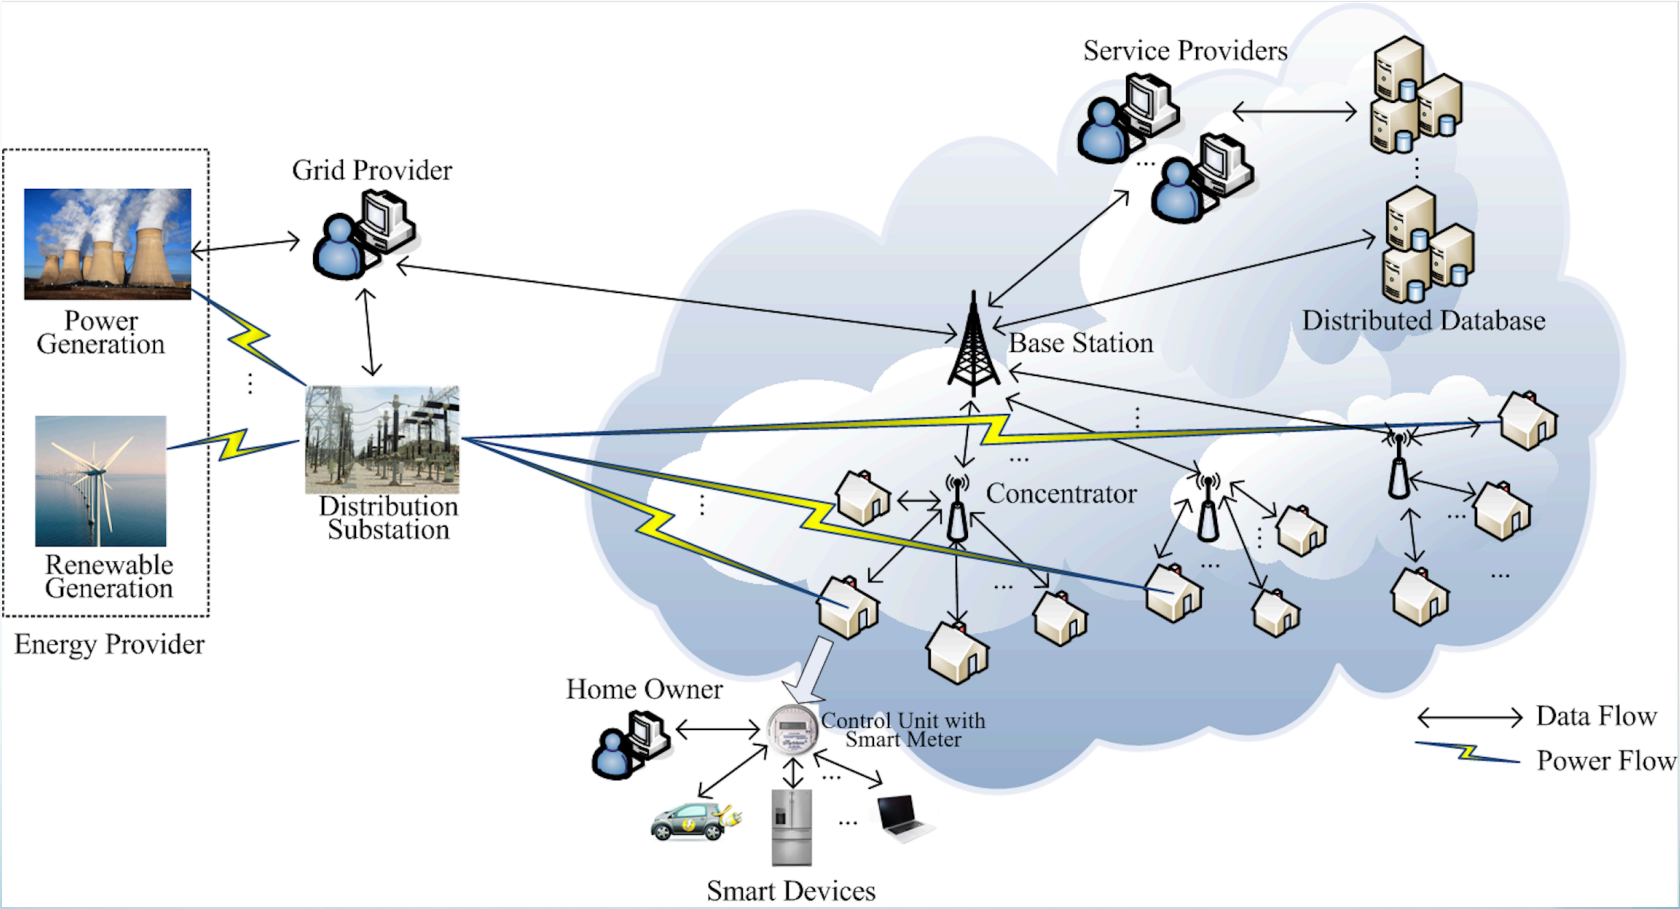 Service Providers
Grid Provider
Power
Generation
Distributed Database
Base Station
Distribution
Substation
Concentrator
Renewable
Generation
Energy Provider
Home Owner
Control Unit with
Smart Meter
Data Flow
Power Flow
Smart Devices